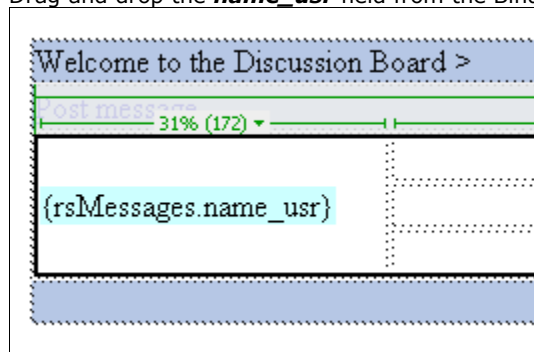 Drag and drop the name_usr field from the Bind
Welcome to the Discussion Board >
Post message
31% (172)
{rsMessages.name_usr}